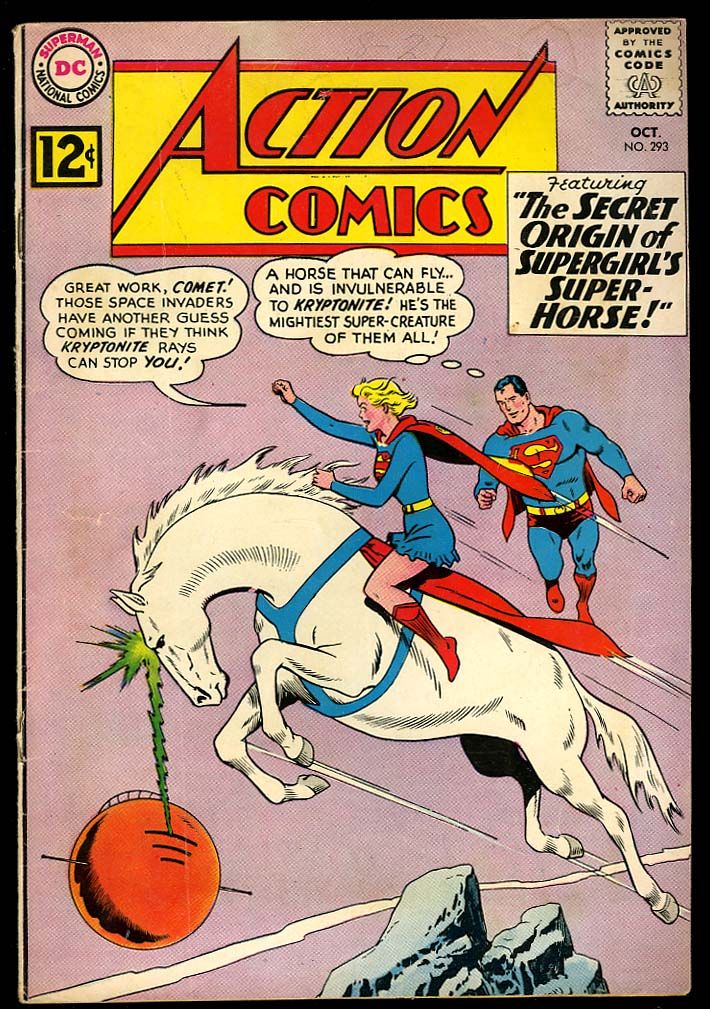 SUPERMAN
DC
NATIONAL COMICS
12¢
ACTION
COMICS
APPROVED
BY THE
COMICS
CODE
CA
AUTHORITY
OCT.
NO. 293
Featuring
"The SECRET
ORIGIN of
SUPERGIRL'S
SUPER-
HORSE!"
GREAT WORK, COMET!
THOSE SPACE INVADERS
HAVE ANOTHER GUESS
COMING IF THEY THINK
KRYPTONITE RAYS
CAN STOP YOU!
A HORSE THAT CAN FLY...
AND IS INVULNERABLE
TO KRYPTONITE! HE'S THE
MIGHTIEST SUPER-CREATURE
OF THEM ALL!
S